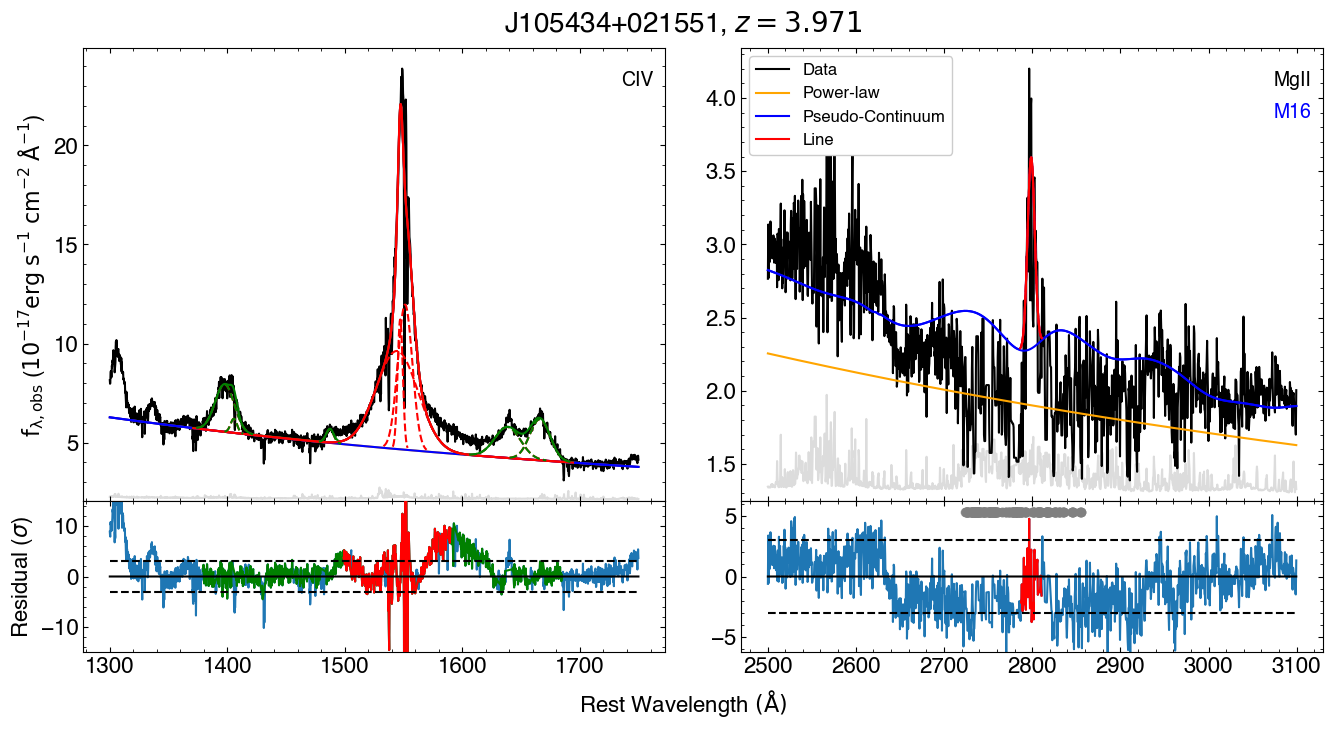 J105434+021551, z = 3.971
CIV
f_λ,obs (10^−17 erg s^−1 cm^−2 Å^−1)
20
15
10
5
Data
Power-law
Pseudo-Continuum
Line
MgII
M16
4.0
3.5
3.0
2.5
2.0
1.5
Residual (σ)
10
0
−10
5
0
−5
1300 1400 1500 1600 1700
2500 2600 2700 2800 2900 3000 3100
Rest Wavelength (Å)